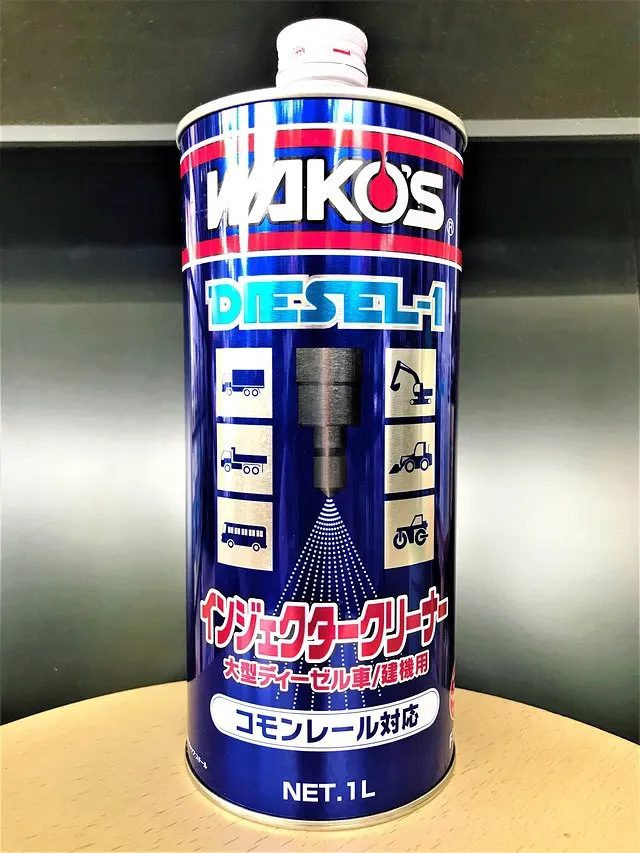 WAKO'S®
DIESEL-1
インジェクタークリーナー
大型ディーゼル車/建機用
コモンレール対応
NET.1L